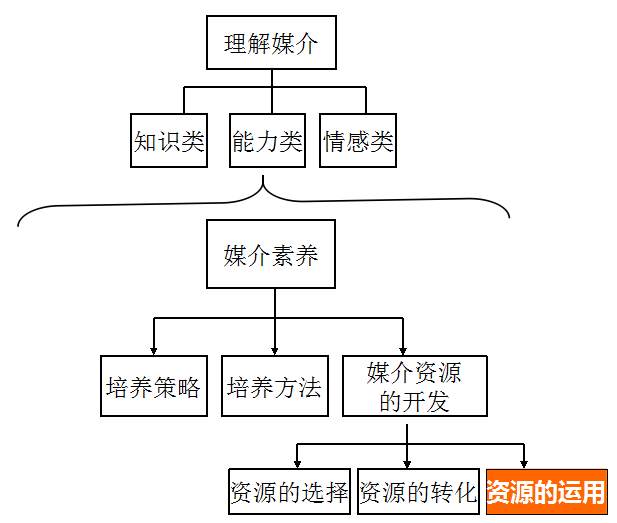 理解媒介
知识类
能力类
情感类
媒介素养
培养策略
培养方法
媒介资源
的开发
资源的选择
资源的转化
资源的运用